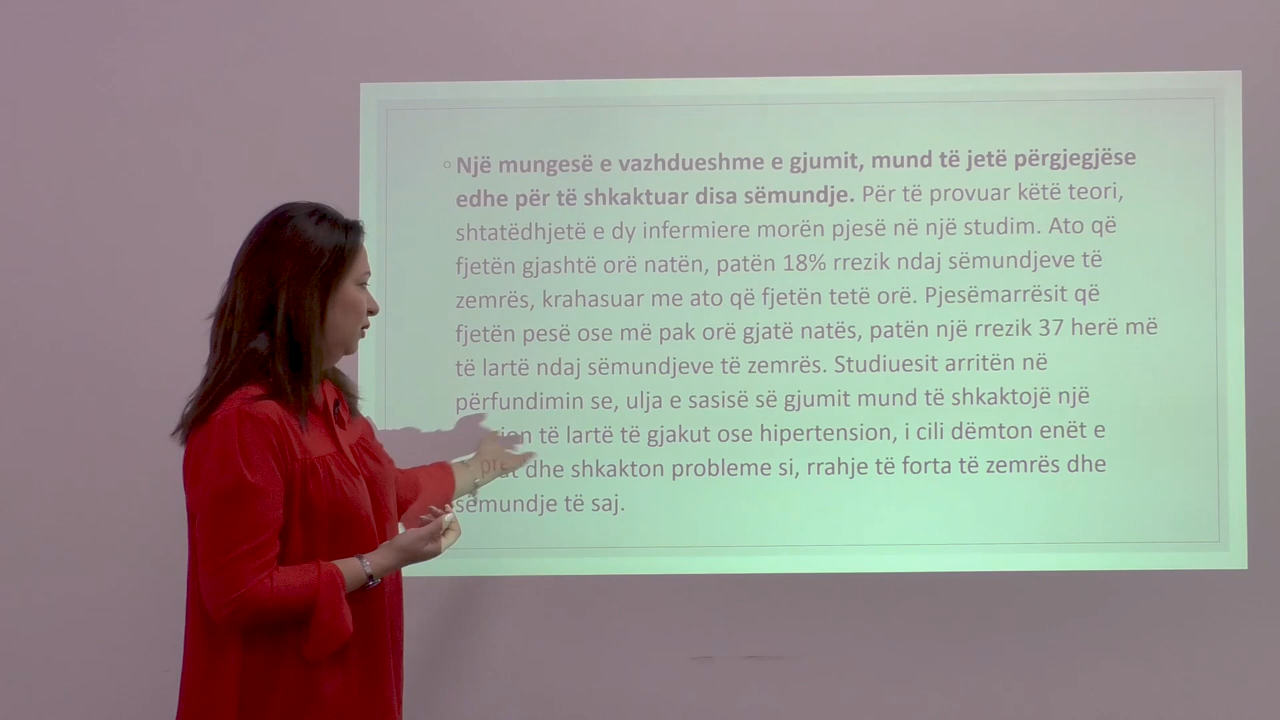 Një mungesë e vazhdueshme e gjumit, mund të jetë përgjegjëse
edhe për të shkaktuar disa sëmundje. Për të provuar këtë teori,
shtatëdhjetë e dy infermiere morën pjesë në një studim. Ato që
fjetën gjashtë orë natën, patën 18% rrezik ndaj sëmundjeve të
zemrës, krahasuar me ato që fjetën tetë orë. Pjesëmarrësit që
fjetën pesë ose më pak orë gjatë natës, patën një rrezik 37 herë më
të lartë ndaj sëmundjeve të zemrës. Studiuesit arritën në
përfundimin se, ulja e sasisë së gjumit mund të shkaktojë një
të lartë të gjakut ose hipertension, i cili dëmton enët e
dhe shkakton probleme si, rrahje të forta të zemrës dhe
sëmundje të saj.